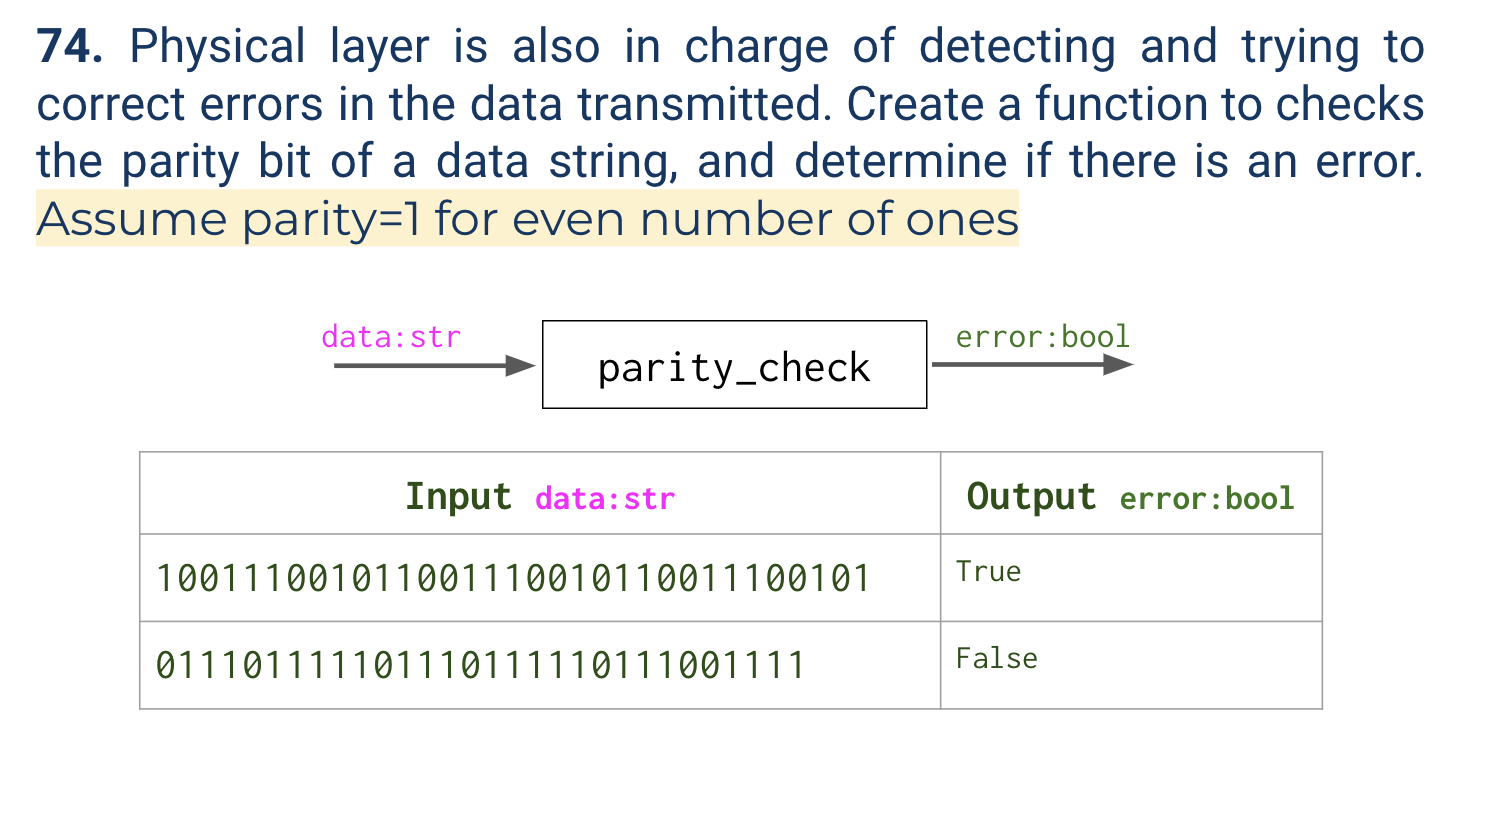 74. Physical layer is also in charge of detecting and trying to
correct errors in the data transmitted. Create a function to checks
the parity bit of a data string, and determine if there is an error.
Assume parity=1 for even number of ones
data:str
parity_check
error:bool
Input data:str Output error:bool
100111001011001110010110011100101 True
011101111101110111110111001111 False